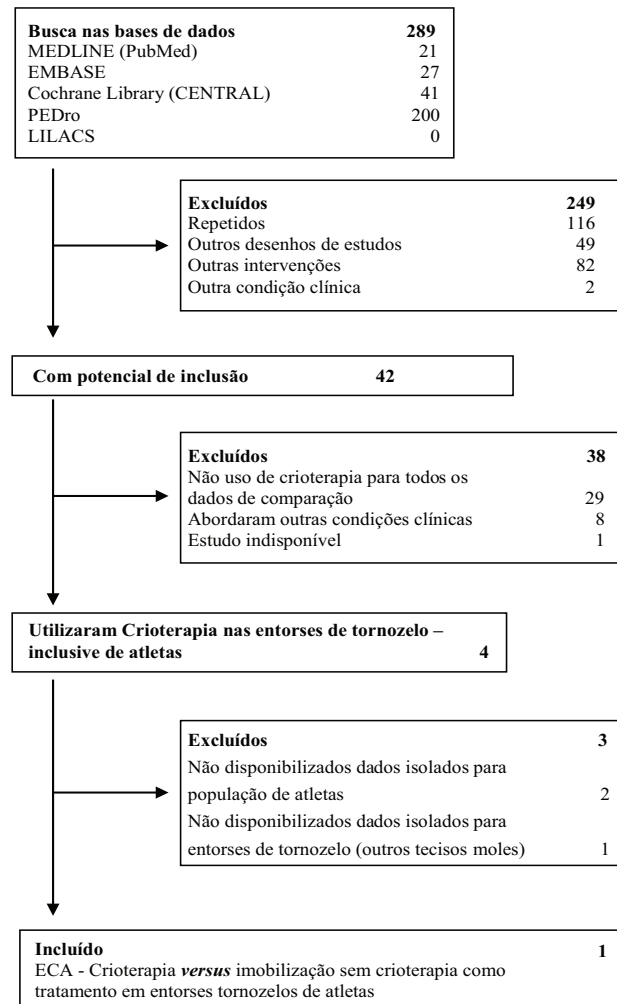 Busca nas bases de dados 289
MEDLINE (PubMed) 21
EMBASE 27
Cochrane Library (CENTRAL) 41
PEDro 200
LILACS 0
Excluídos 249
Repetidos 116
Outros desenhos de estudos 49
Outras intervenções 82
Outra condição clínica 2
Com potencial de inclusão 42
Excluídos 38
Não uso de crioterapia para todos os
dados de comparação 29
Abordaram outras condições clínicas 8
Estudo indisponível 1
Utilizaram Crioterapia nas entorses de tornozelo –
inclusive de atletas 4
Excluídos 3
Não disponibilizados dados isolados para
população de atletas 2
Não disponibilizados dados isolados para
entorses de tornozelo (outros tecisos moles) 1
Incluído 1
ECA - Crioterapia versus imobilização sem crioterapia como
tratamento em entorses tornozelos de atletas